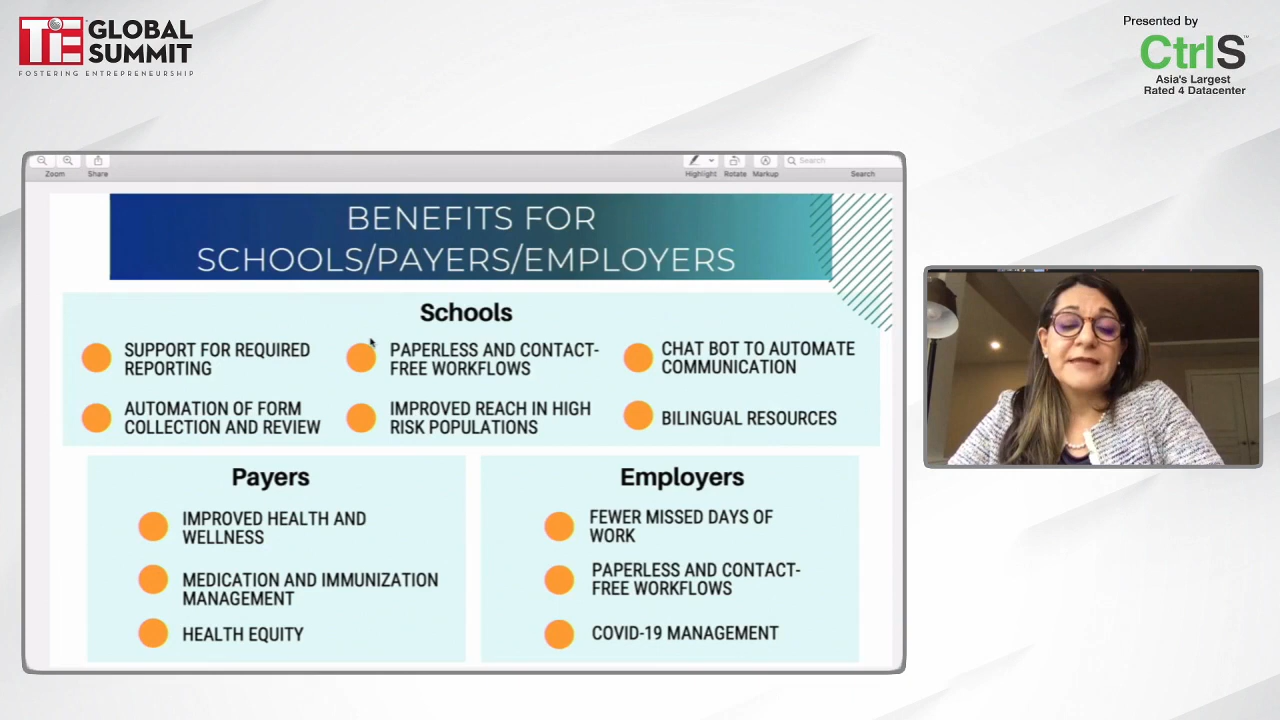 TiE GLOBAL
SUMMIT
FOSTERING ENTREPRENEURSHIP
Presented by
CtrlS™
Asia's Largest
Rated 4 Datacenter
Zoom
Share
Highlight
Rotate
Markup
Search
Search
BENEFITS FOR
SCHOOLS/PAYERS/EMPLOYERS
Schools
SUPPORT FOR REQUIRED
REPORTING
PAPERLESS AND CONTACT-
FREE WORKFLOWS
CHAT BOT TO AUTOMATE
COMMUNICATION
AUTOMATION OF FORM
COLLECTION AND REVIEW
IMPROVED REACH IN HIGH
RISK POPULATIONS
BILINGUAL RESOURCES
Payers
IMPROVED HEALTH AND
WELLNESS
MEDICATION AND IMMUNIZATION
MANAGEMENT
HEALTH EQUITY
Employers
FEWER MISSED DAYS OF
WORK
PAPERLESS AND CONTACT-
FREE WORKFLOWS
COVID-19 MANAGEMENT